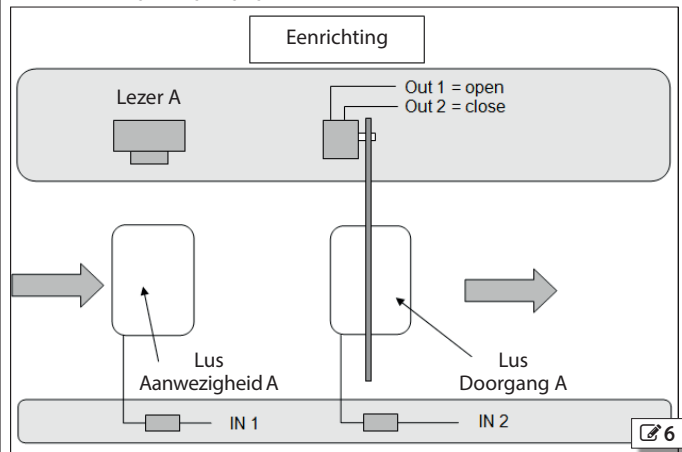 Eenrichting
Lezer A
Out 1 = open
Out 2 = close
Lus
Aanwezigheid A
Lus
Doorgang A
IN 1
IN 2
6